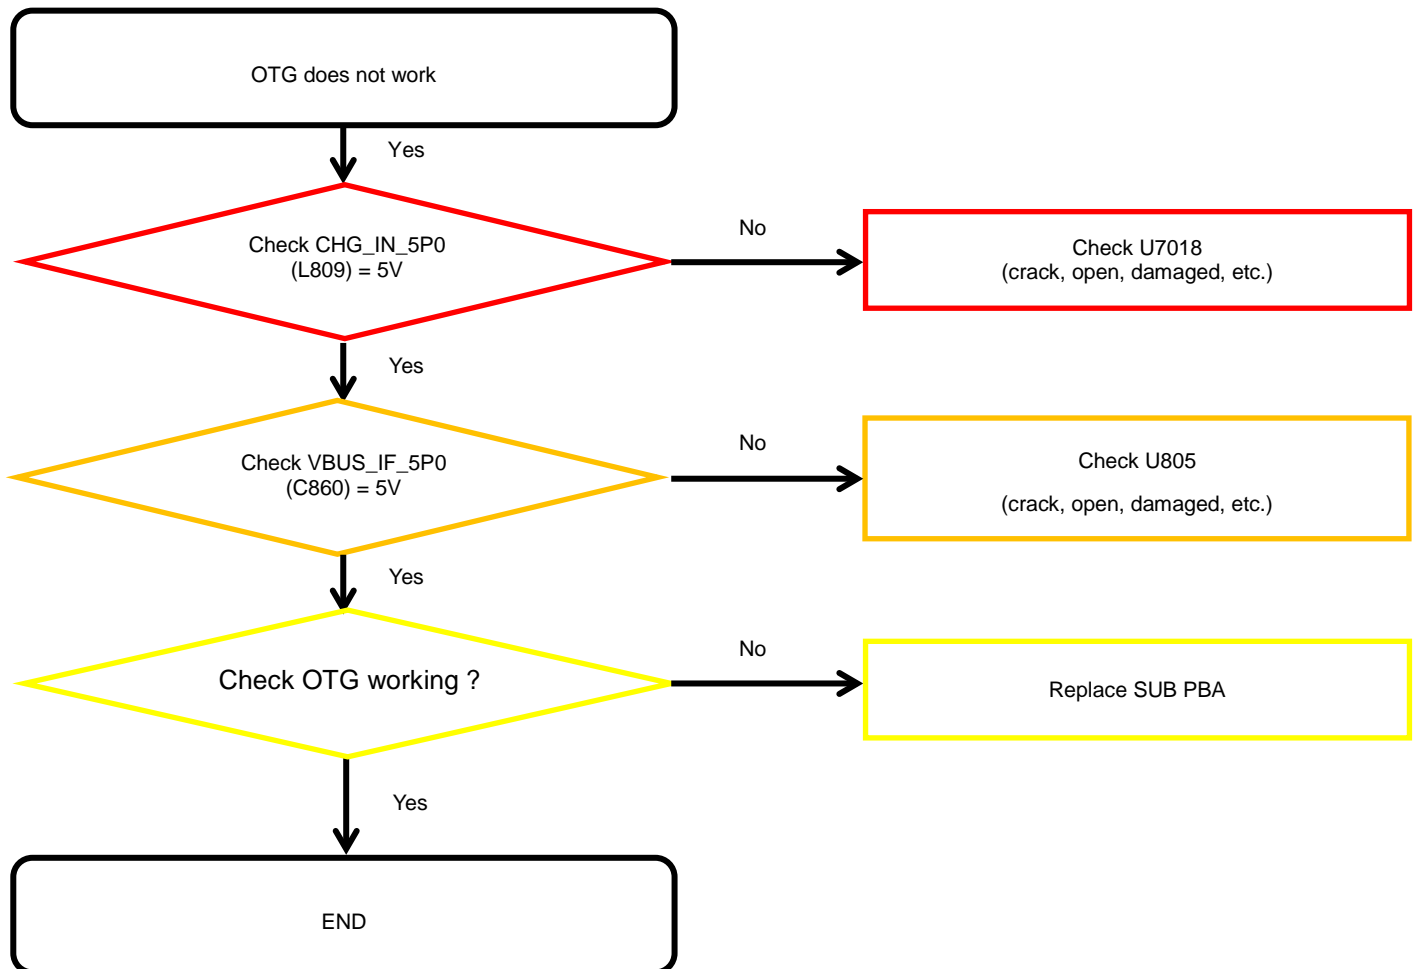 OTG does not work
Yes
Check CHG_IN_5P0
(L809) = 5V
No
Check U7018
(crack, open, damaged, etc.)
Yes
Check VBUS_IF_5P0
(C860) = 5V
No
Check U805
(crack, open, damaged, etc.)
Yes
Check OTG working ?
No
Replace SUB PBA
Yes
END